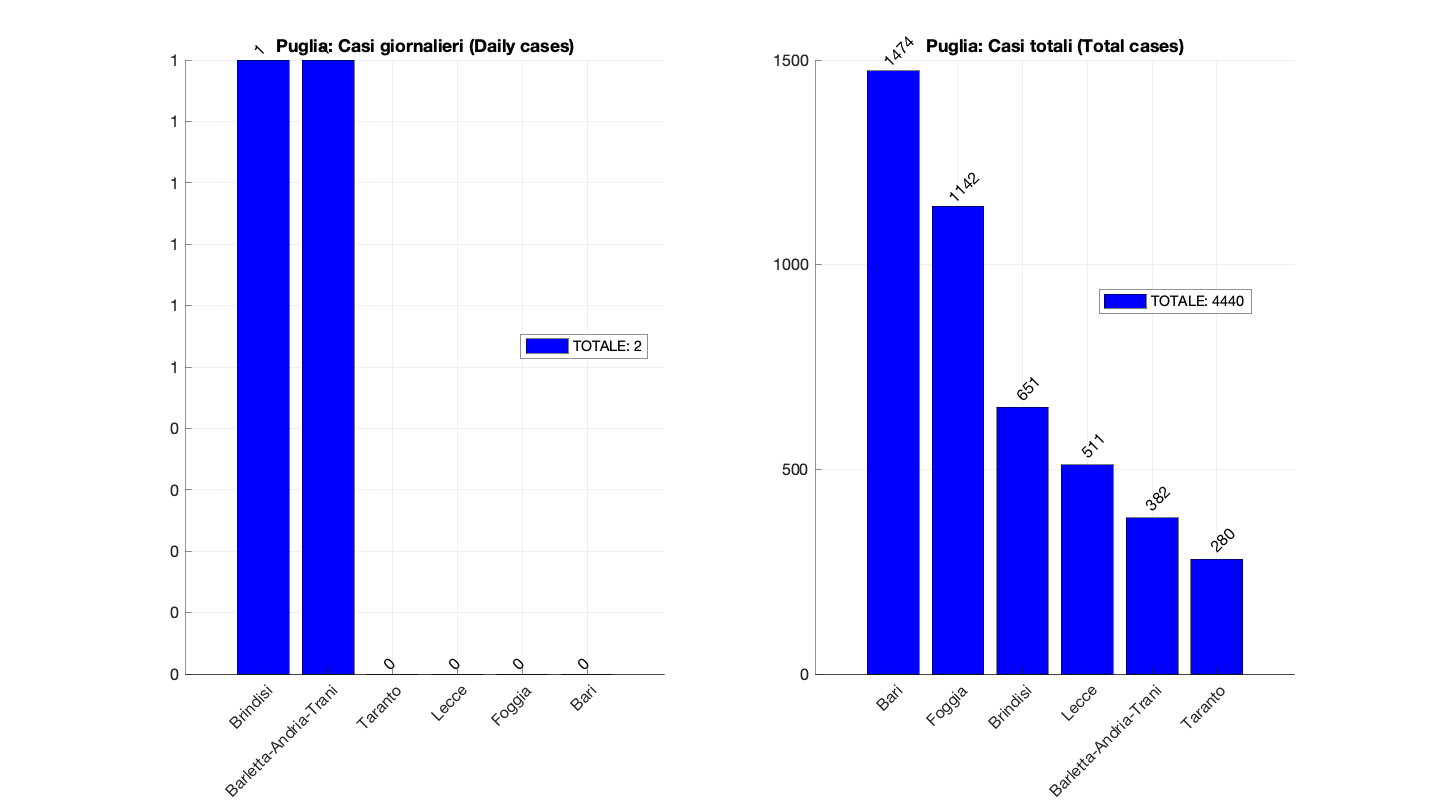 Puglia: Casi giornalieri (Daily cases)
1
1
1
1
1
1
1
0
0
0
0
0
0
0
0
0
TOTALE: 2
Brindisi
Barletta-Andria-Trani
Taranto
Lecce
Foggia
Bari
Puglia: Casi totali (Total cases)
1500
1000
500
0
1474
1142
651
511
382
280
TOTALE: 4440
Bari
Foggia
Brindisi
Lecce
Barletta-Andria-Trani
Taranto